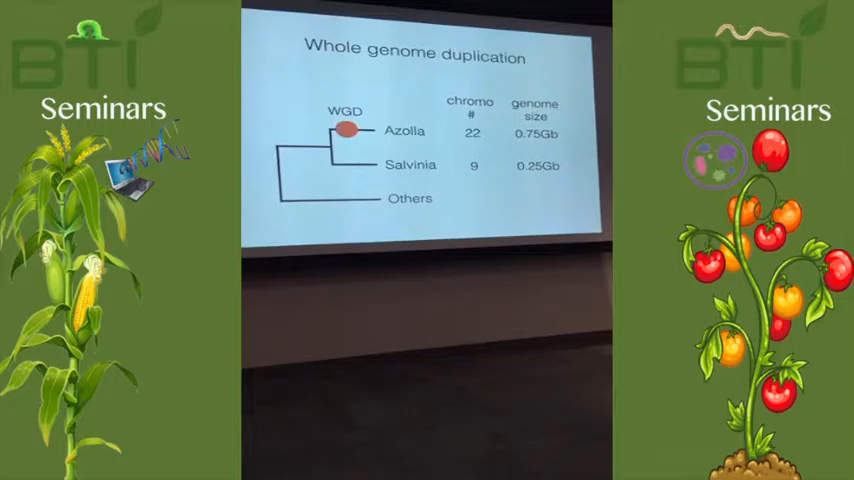 BTI
Seminars
Whole genome duplication
WGD
chromo
#
genome
size
Azolla
22
0.75Gb
Salvinia
9
0.25Gb
Others
BTI
Seminars